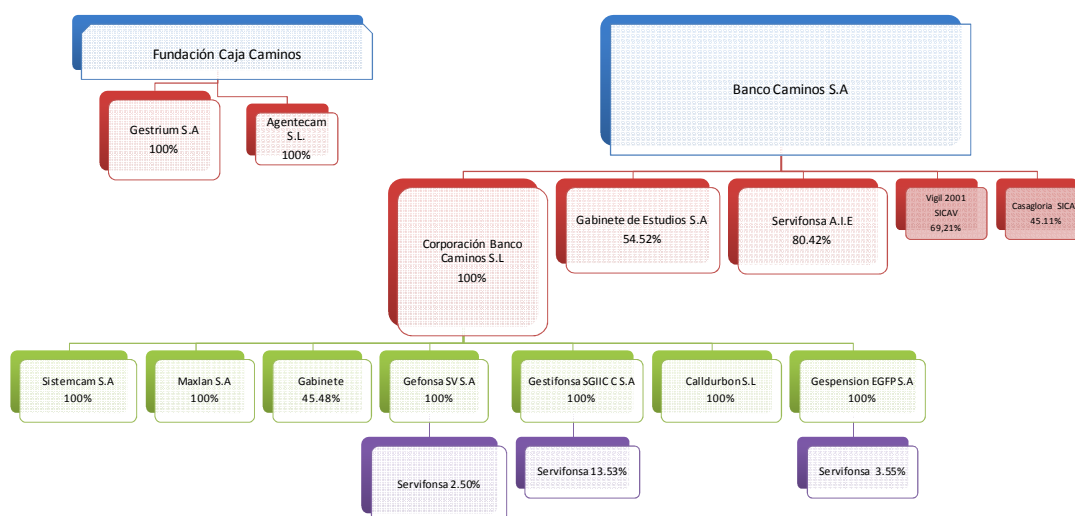 Fundación Caja Caminos
Banco Caminos S.A
Gestrium S.A
100%
Agentecam
S.L.
100%
Corporación Banco
Caminos S.L
100%
Gabinete de Estudios S.A
54.52%
Servifonsa A.I.E
80.42%
Vigil 2001
SICAV
69,21%
Casagloria SICA
45.11%
Sistemcam S.A
100%
Maxlan S.A
100%
Gabinete
45.48%
Gefonsa SV S.A
100%
Gestifonsa SGIIC C S.A
100%
Calldurbon S.L
100%
Gespension EGFP S.A
100%
Servifonsa 2.50%
Servifonsa 13.53%
Servifonsa 3.55%